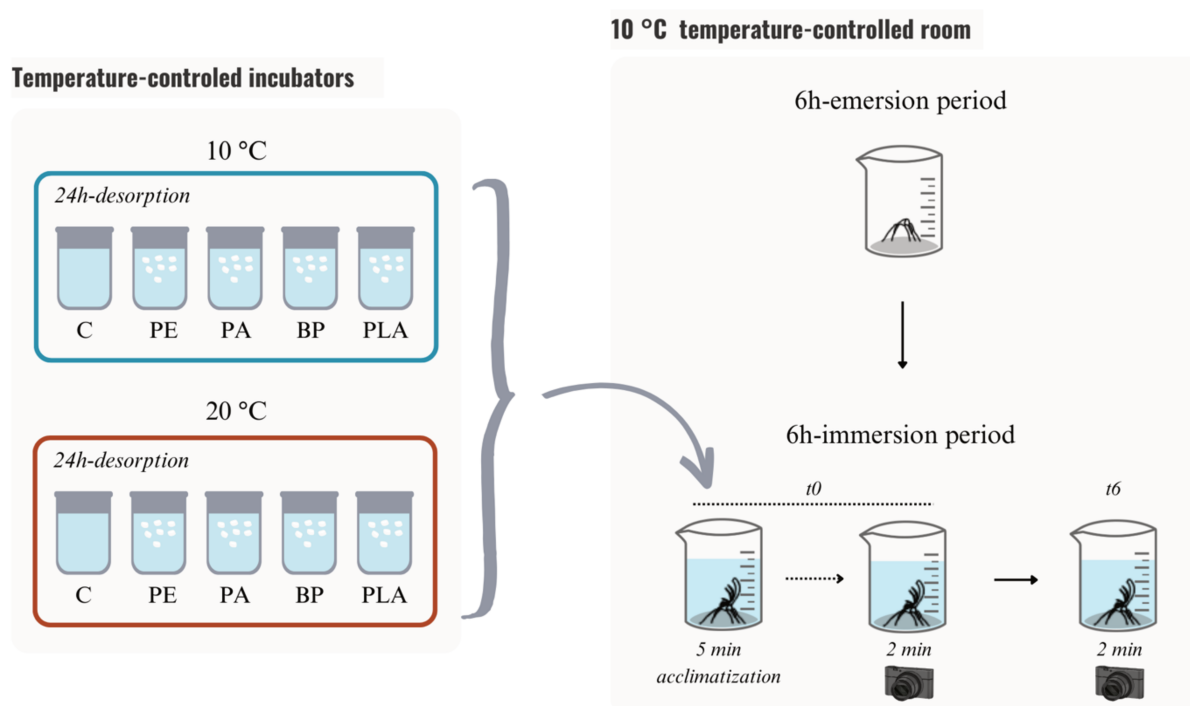 Temperature-controled incubators
10 °C
24h-desorption
C PE PA BP PLA
20 °C
24h-desorption
C PE PA BP PLA
10 °C temperature-controlled room
6h-emersion period
6h-immersion period
t0 t6
5 min 2 min 2 min
acclimatization